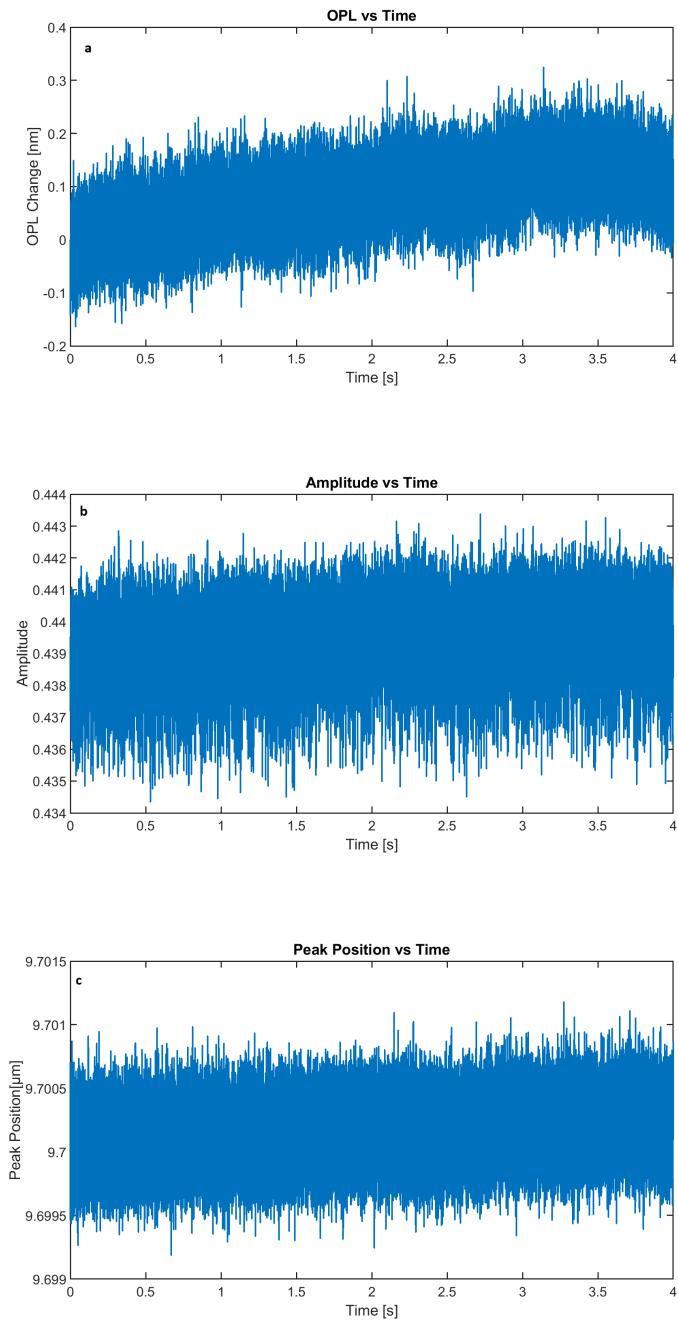 OPL vs Time
a
0.4
0.3
0.2
0.1
0
-0.1
-0.2
OPL Change [nm]
0 0.5 1 1.5 2 2.5 3 3.5 4
Time [s]
Amplitude vs Time
b
0.444
0.443
0.442
0.441
0.44
0.439
0.438
0.437
0.436
0.435
0.434
Amplitude
0 0.5 1 1.5 2 2.5 3 3.5 4
Time [s]
Peak Position vs Time
c
9.7015
9.701
9.7005
9.7
9.6995
9.699
Peak Position[µm]
0 0.5 1 1.5 2 2.5 3 3.5 4
Time [s]